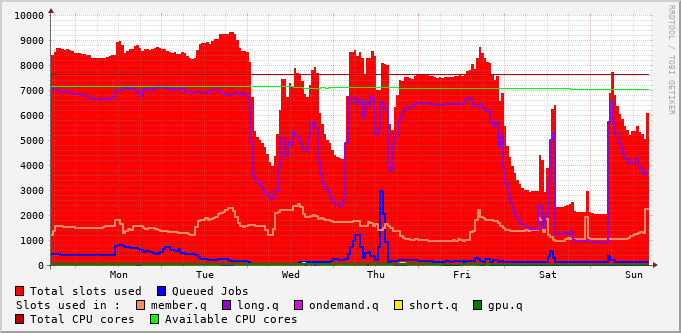 10000
9000
8000
7000
6000
5000
4000
3000
2000
1000
0
Mon Tue Wed Thu Fri Sat Sun
RRDTOOL / TOBI OETIKER
Total slots used Queued Jobs
Slots used in : member.q long.q ondemand.q short.q gpu.q
Total CPU cores Available CPU cores